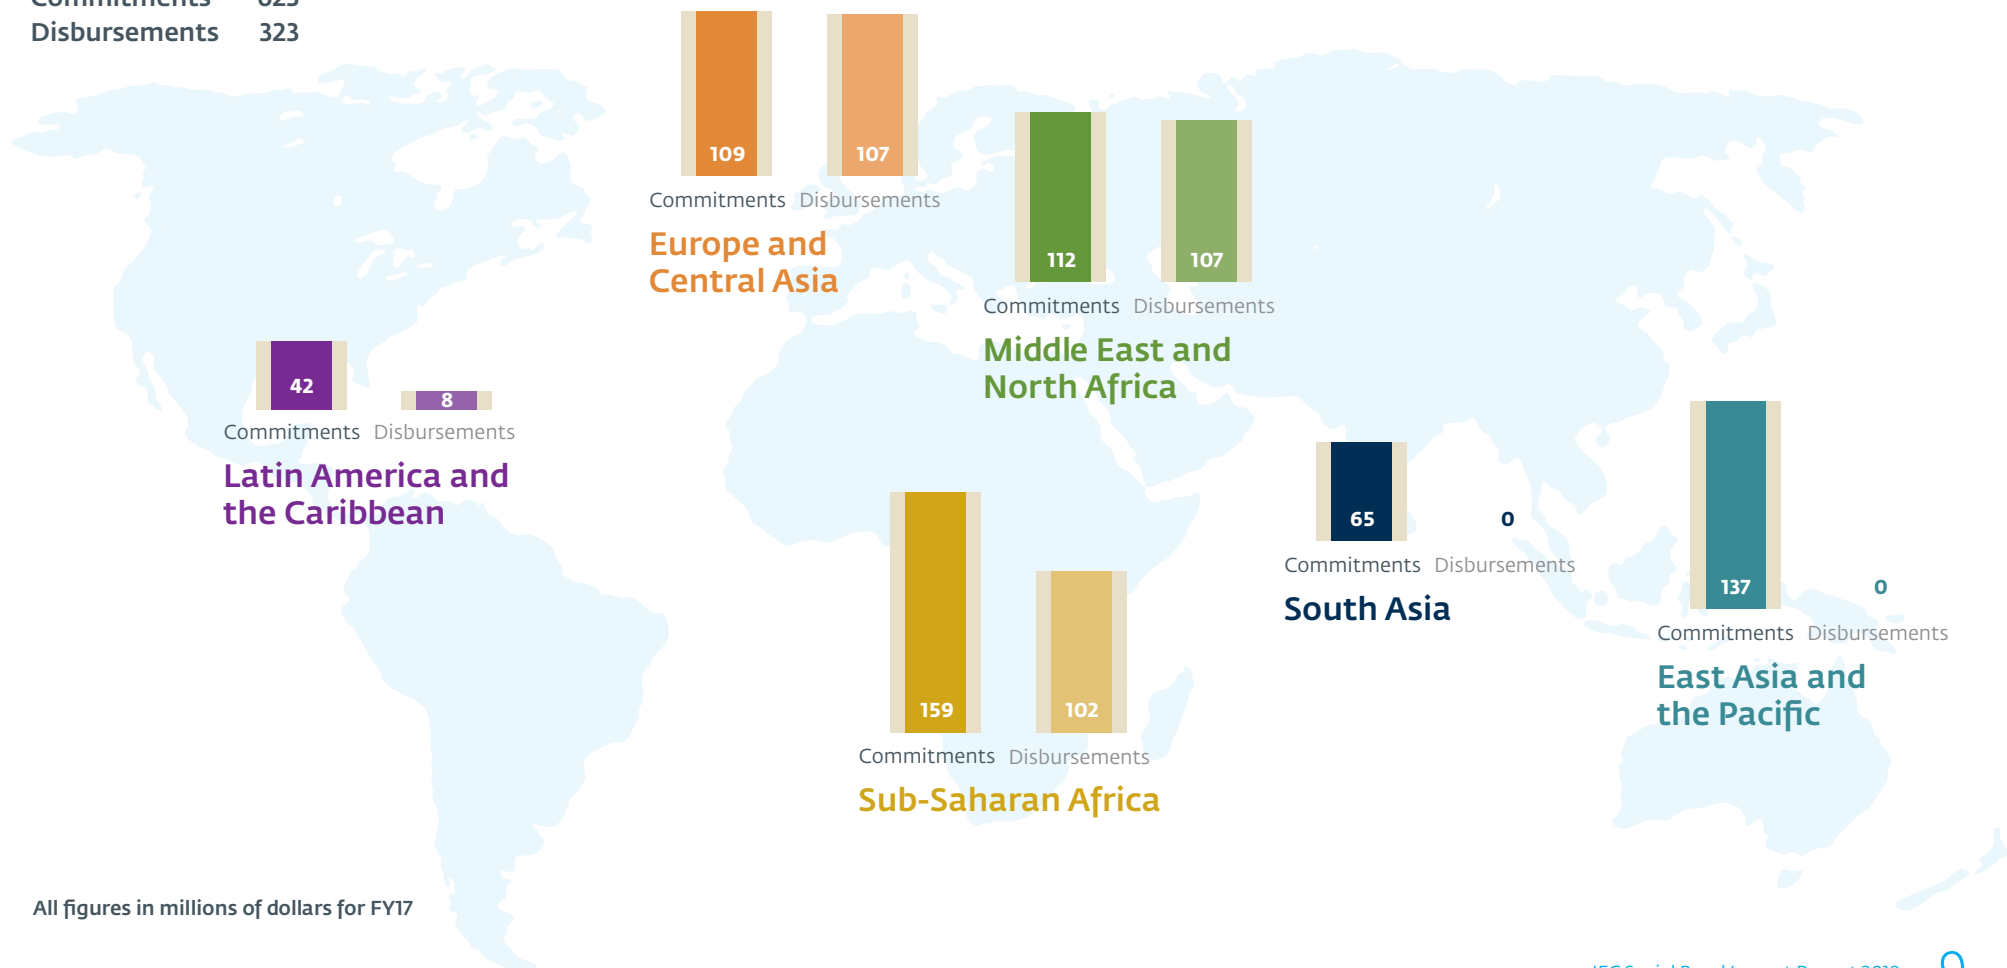 Commitments 623
Disbursements 323
109
107
Commitments Disbursements
Europe and
Central Asia
112
107
Commitments Disbursements
Middle East and
North Africa
42
8
Commitments Disbursements
Latin America and
the Caribbean
65
0
Commitments Disbursements
South Asia
137
0
Commitments Disbursements
East Asia and
the Pacific
159
102
Commitments Disbursements
Sub-Saharan Africa
All figures in millions of dollars for FY17